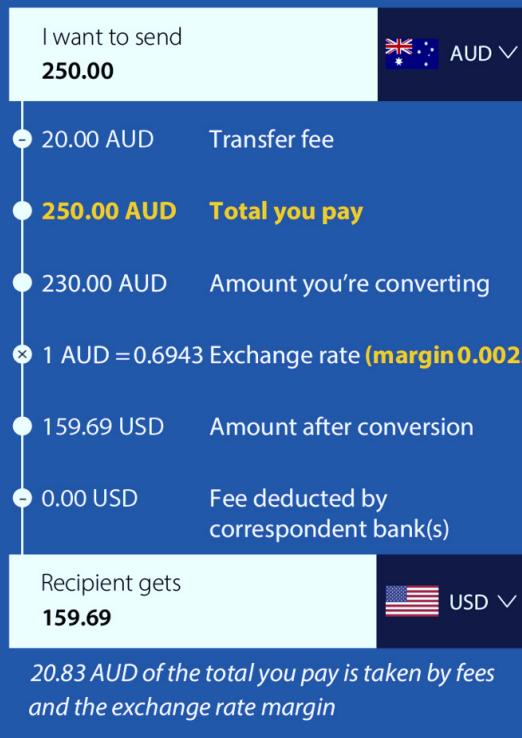 I want to send
250.00
AUD
20.00 AUD Transfer fee
250.00 AUD Total you pay
230.00 AUD Amount you're converting
1 AUD = 0.6943 Exchange rate (margin 0.002
159.69 USD Amount after conversion
0.00 USD Fee deducted by
correspondent bank(s)
Recipient gets
159.69
USD
20.83 AUD of the total you pay is taken by fees
and the exchange rate margin